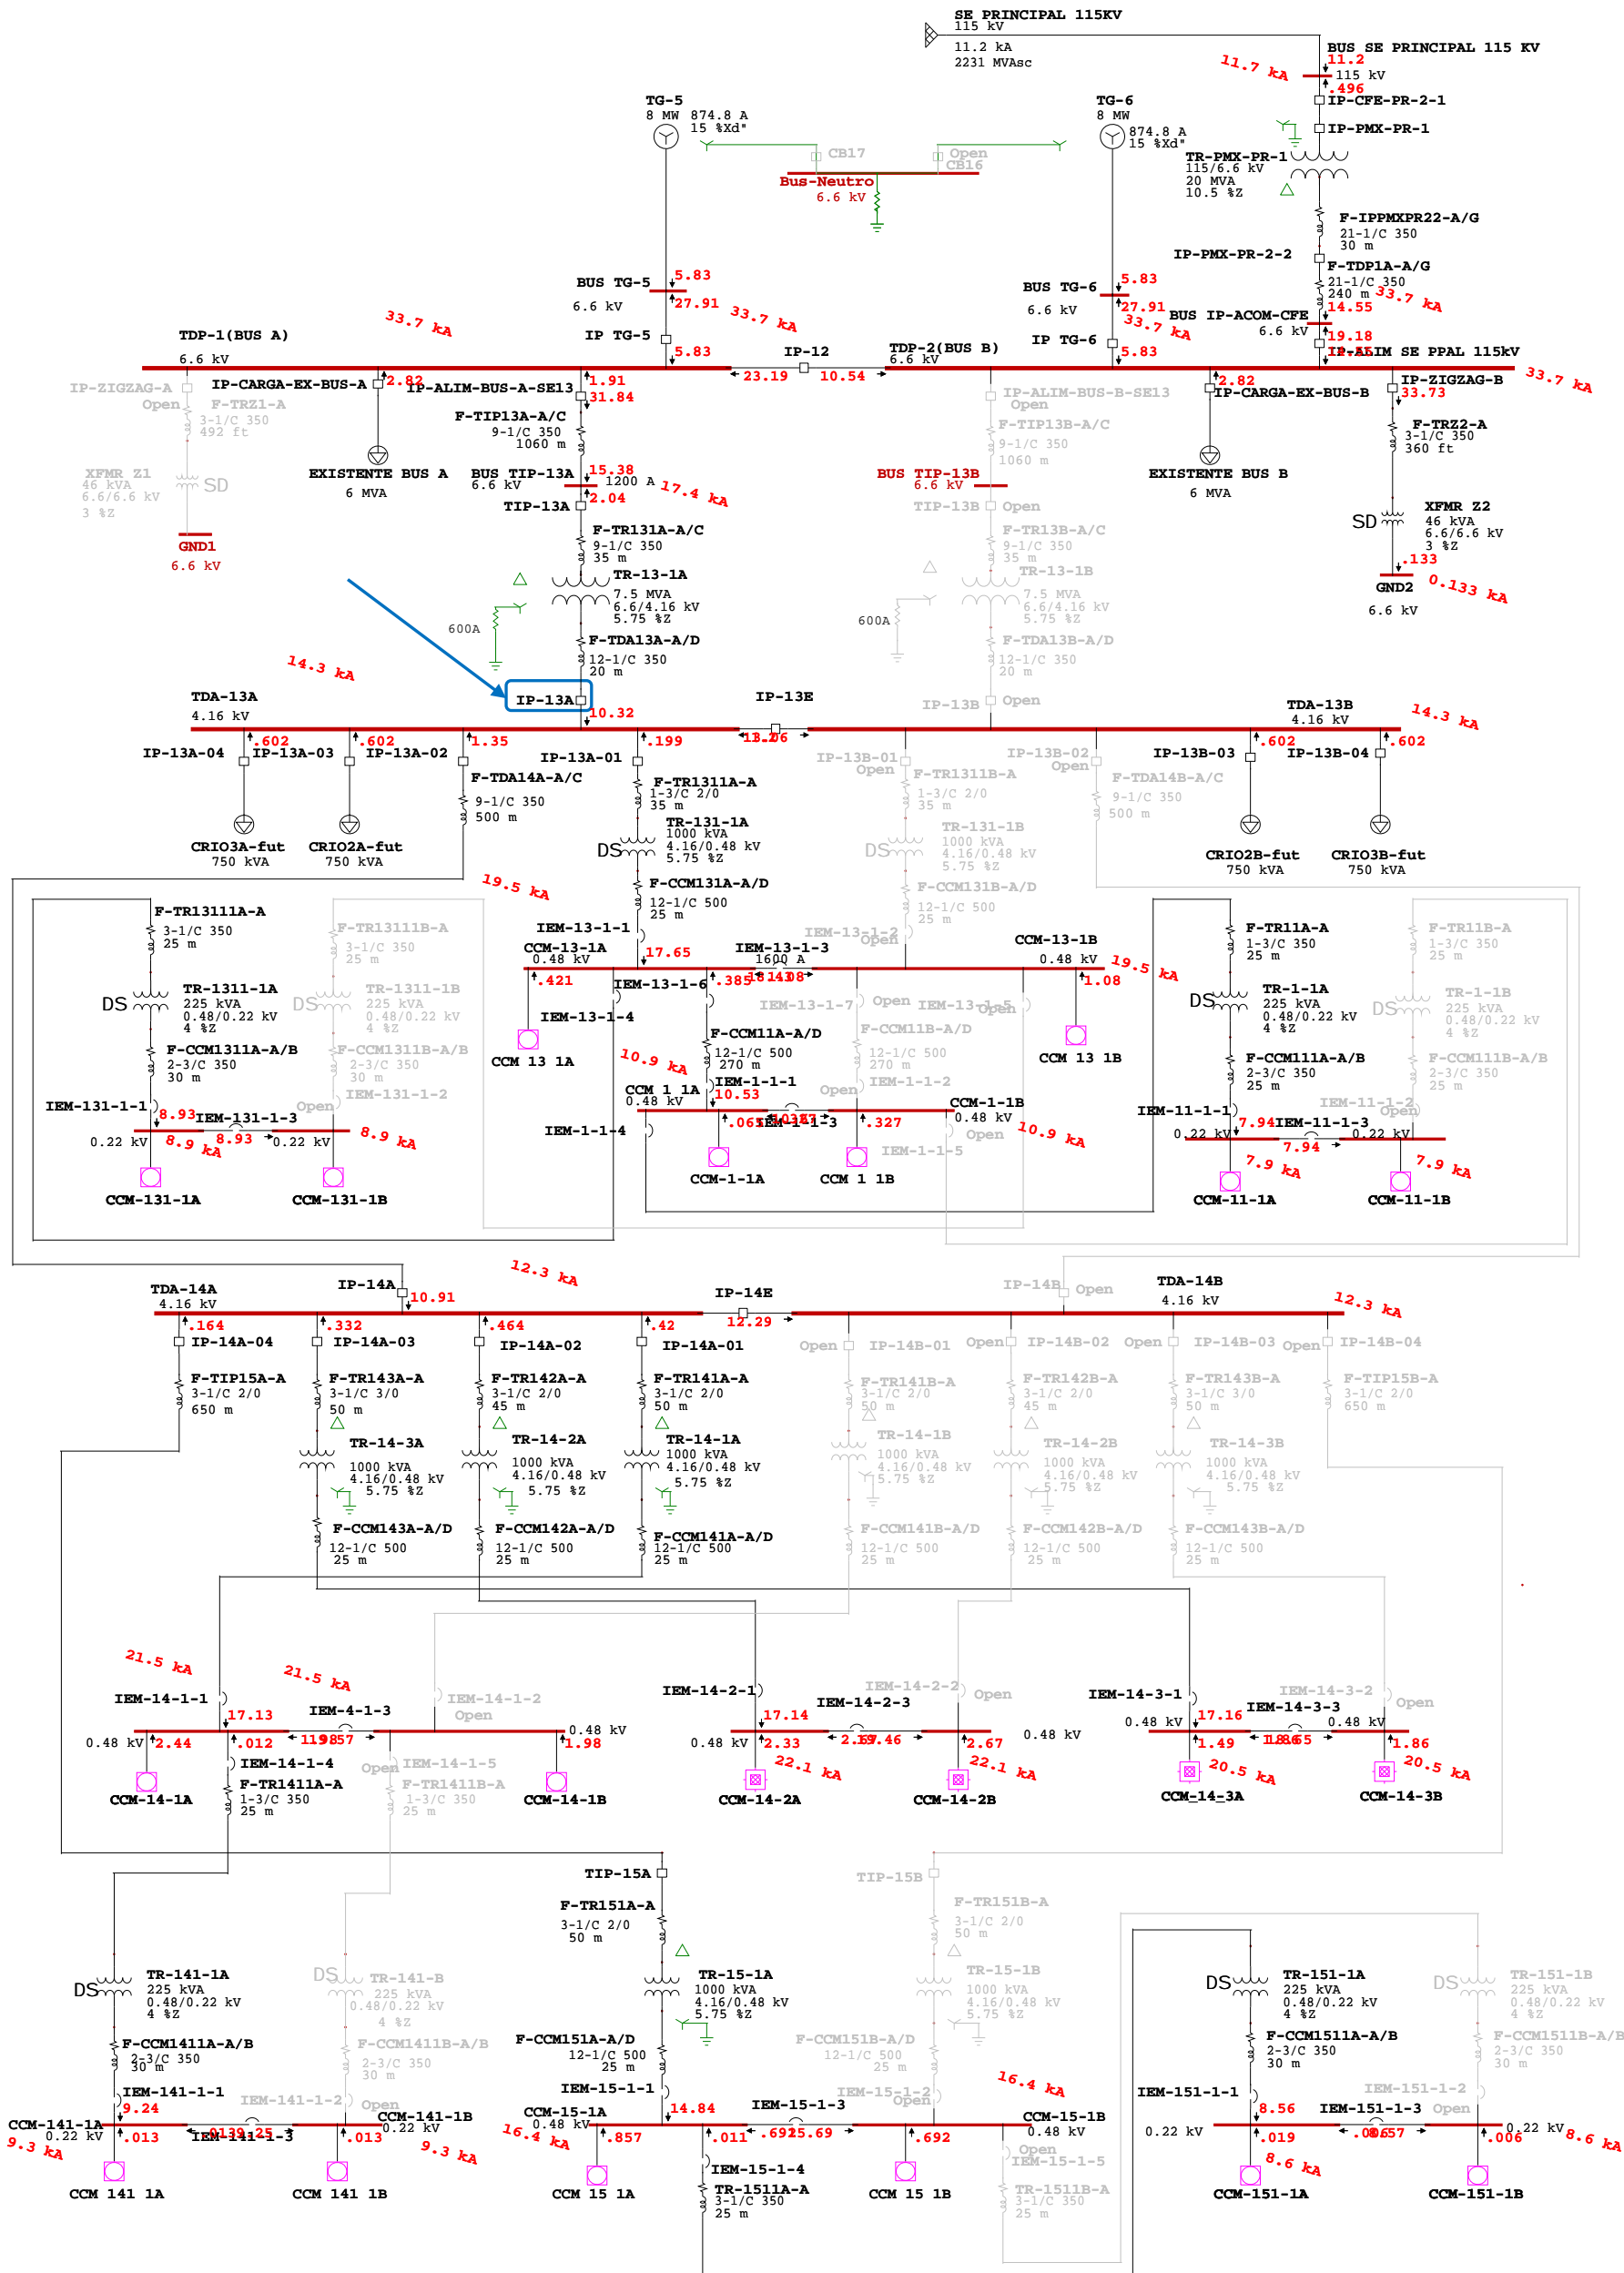 SE PRINCIPAL 115KV
115 kV
11.2 kA
2231 MVAsc
BUS SE PRINCIPAL 115 KV
11.2
11.7 kA
115 kV
.496
IP-CFE-PR-2-1
IP-PMX-PR-1
TR-PMX-PR-1
115/6.6 kV
20 MVA
10.5 %Z
F-IPPMXPR22-A/G
21-1/C 350
30 m
IP-PMX-PR-2-2
F-TDP1A-A/G
21-1/C 350
240 m
14.55
33.7 kA
BUS IP-ACOM-CFE
6.6 kV
19.18
IP-ALIM SE PPAL 115kV
TG-5
8 MW
874.8 A
15 %Xd"
TG-6
8 MW
874.8 A
15 %Xd"
CB17
Open
CB16
Bus-Neutro
6.6 kV
BUS TG-5
6.6 kV
5.83
27.91
33.7 kA
IP TG-5
5.83
BUS TG-6
6.6 kV
5.83
27.91
33.7 kA
IP TG-6
5.83
33.7 kA
TDP-1(BUS A)
6.6 kV
IP-12
23.19
10.54
TDP-2(BUS B)
6.6 kV
33.7 kA
IP-ZIGZAG-A
Open
F-TRZ1-A
3-1/C 350
492 ft
XFMR Z1
46 kVA
6.6/6.6 kV
3 %Z
SD
GND1
6.6 kV
IP-CARGA-EX-BUS-A
2.82
EXISTENTE BUS A
6 MVA
IP-ALIM-BUS-A-SE13
1.91
31.84
F-TIP13A-A/C
9-1/C 350
1060 m
BUS TIP-13A
6.6 kV
15.38
1200 A
2.04
17.4 kA
TIP-13A
F-TR131A-A/C
9-1/C 350
35 m
TR-13-1A
7.5 MVA
6.6/4.16 kV
5.75 %Z
600A
F-TDA13A-A/D
12-1/C 350
20 m
IP-13A
10.32
IP-ALIM-BUS-B-SE13
Open
F-TIP13B-A/C
9-1/C 350
1060 m
BUS TIP-13B
6.6 kV
TIP-13B
Open
F-TR13B-A/C
9-1/C 350
35 m
TR-13-1B
7.5 MVA
6.6/4.16 kV
5.75 %Z
600A
F-TDA13B-A/D
12-1/C 350
20 m
IP-13B
Open
IP-CARGA-EX-BUS-B
2.82
EXISTENTE BUS B
6 MVA
IP-ZIGZAG-B
33.73
F-TRZ2-A
3-1/C 350
360 ft
XFMR Z2
46 kVA
6.6/6.6 kV
3 %Z
SD
.133
GND2
0.133 kA
6.6 kV
14.3 kA
TDA-13A
4.16 kV
IP-13E
TDA-13B
4.16 kV
14.3 kA
IP-13A-04
.602
CRIO3A-fut
750 kVA
IP-13A-03
.602
CRIO2A-fut
750 kVA
IP-13A-02
1.35
F-TDA14A-A/C
9-1/C 350
500 m
IP-13A-01
.199
F-TR1311A-A
1-3/C 2/0
35 m
TR-131-1A
1000 kVA
4.16/0.48 kV
5.75 %Z
DS
F-CCM131A-A/D
12-1/C 500
25 m
IP-13B-01
Open
F-TR1311B-A
1-3/C 2/0
35 m
TR-131-1B
1000 kVA
4.16/0.48 kV
5.75 %Z
DS
F-CCM131B-A/D
12-1/C 500
25 m
IP-13B-02
Open
F-TDA14B-A/C
9-1/C 350
500 m
IP-13B-03
.602
CRIO2B-fut
750 kVA
IP-13B-04
.602
CRIO3B-fut
750 kVA
19.5 kA
IEM-13-1-1
17.65
CCM-13-1A
0.48 kV
IEM-13-1-3
1600 A
IEM-13-1-2
Open
CCM-13-1B
0.48 kV
19.5 kA
.421
IEM-13-1-4
CCM 13 1A
IEM-13-1-6
.385
F-CCM11A-A/D
12-1/C 500
270 m
IEM-13-1-7
Open
F-CCM11B-A/D
12-1/C 500
270 m
IEM-13-1-5
Open
1.08
CCM 13 1B
10.9 kA
IEM-1-1-1
10.53
CCM 1 1A
0.48 kV
IEM-1-1-2
Open
CCM-1-1B
0.48 kV
10.9 kA
IEM-1-1-4
IEM-1-1-3
.327
Open
IEM-1-1-5
CCM-1-1A
CCM 1 1B
F-TR13111A-A
3-1/C 350
25 m
TR-1311-1A
225 kVA
0.48/0.22 kV
4 %Z
DS
F-CCM1311A-A/B
2-3/C 350
30 m
IEM-131-1-1
8.93
0.22 kV
8.9 kA
CCM-131-1A
F-TR13111B-A
3-1/C 350
25 m
TR-1311-1B
225 kVA
0.48/0.22 kV
4 %Z
DS
F-CCM1311B-A/B
2-3/C 350
30 m
IEM-131-1-2
Open
IEM-131-1-3
8.93
0.22 kV
8.9 kA
CCM-131-1B
F-TR11A-A
1-3/C 350
25 m
TR-1-1A
225 kVA
0.48/0.22 kV
4 %Z
DS
F-CCM111A-A/B
2-3/C 350
25 m
IEM-11-1-1
7.94
0.22 kV
7.9 kA
CCM-11-1A
F-TR11B-A
1-3/C 350
25 m
TR-1-1B
225 kVA
0.48/0.22 kV
4 %Z
DS
F-CCM111B-A/B
2-3/C 350
25 m
IEM-11-1-2
Open
IEM-11-1-3
7.94
0.22 kV
7.9 kA
CCM-11-1B
IP-14A
10.91
12.3 kA
TDA-14A
4.16 kV
IP-14E
12.29
IP-14B
Open
TDA-14B
4.16 kV
12.3 kA
.164
IP-14A-04
F-TIP15A-A
3-1/C 2/0
650 m
.332
IP-14A-03
F-TR143A-A
3-1/C 3/0
50 m
TR-14-3A
1000 kVA
4.16/0.48 kV
5.75 %Z
F-CCM143A-A/D
12-1/C 500
25 m
.464
IP-14A-02
F-TR142A-A
3-1/C 2/0
45 m
TR-14-2A
1000 kVA
4.16/0.48 kV
5.75 %Z
F-CCM142A-A/D
12-1/C 500
25 m
.42
IP-14A-01
F-TR141A-A
3-1/C 2/0
50 m
TR-14-1A
1000 kVA
4.16/0.48 kV
5.75 %Z
F-CCM141A-A/D
12-1/C 500
25 m
Open
IP-14B-01
F-TR141B-A
3-1/C 2/0
50 m
TR-14-1B
1000 kVA
4.16/0.48 kV
5.75 %Z
F-CCM141B-A/D
12-1/C 500
25 m
Open
IP-14B-02
F-TR142B-A
3-1/C 2/0
45 m
TR-14-2B
1000 kVA
4.16/0.48 kV
5.75 %Z
F-CCM142B-A/D
12-1/C 500
25 m
Open
IP-14B-03
F-TR143B-A
3-1/C 3/0
50 m
TR-14-3B
1000 kVA
4.16/0.48 kV
5.75 %Z
F-CCM143B-A/D
12-1/C 500
25 m
Open
IP-14B-04
F-TIP15B-A
3-1/C 2/0
650 m
21.5 kA
21.5 kA
IEM-14-1-1
17.13
IEM-4-1-3
IEM-14-1-2
Open
0.48 kV
0.48 kV
2.44
.012
1.98
IEM-14-1-4
F-TR1411A-A
1-3/C 350
25 m
IEM-14-1-5
Open
F-TR1411B-A
1-3/C 350
25 m
CCM-14-1A
CCM-14-1B
IEM-14-2-1
17.14
IEM-14-2-3
IEM-14-2-2
Open
0.48 kV
0.48 kV
2.33
2.67
22.1 kA
22.1 kA
CCM-14-2A
CCM-14-2B
IEM-14-3-1
17.16
IEM-14-3-3
IEM-14-3-2
Open
0.48 kV
0.48 kV
1.49
1.86
20.5 kA
20.5 kA
CCM_14_3A
CCM-14-3B
TIP-15A
F-TR151A-A
3-1/C 2/0
50 m
TR-15-1A
1000 kVA
4.16/0.48 kV
5.75 %Z
F-CCM151A-A/D
12-1/C 500
25 m
TIP-15B
F-TR151B-A
3-1/C 2/0
50 m
TR-15-1B
1000 kVA
4.16/0.48 kV
5.75 %Z
F-CCM151B-A/D
12-1/C 500
25 m
TR-141-1A
225 kVA
0.48/0.22 kV
4 %Z
DS
F-CCM1411A-A/B
2-3/C 350
30 m
IEM-141-1-1
9.24
CCM-141-1A
0.22 kV
9.3 kA
.013
CCM 141 1A
TR-141-B
225 kVA
0.48/0.22 kV
4 %Z
DS
F-CCM1411B-A/B
2-3/C 350
30 m
IEM-141-1-2
Open
IEM-141-1-3
CCM-141-1B
0.22 kV
9.3 kA
.013
CCM 141 1B
IEM-15-1-1
14.84
CCM-15-1A
0.48 kV
16.4 kA
.857
CCM 15 1A
.011
IEM-15-1-4
TR-1511A-A
3-1/C 350
25 m
IEM-15-1-3
IEM-15-1-2
Open
16.4 kA
CCM-15-1B
0.48 kV
.692
CCM 15 1B
Open
IEM-15-1-5
TR-1511B-A
3-1/C 350
25 m
TR-151-1A
225 kVA
0.48/0.22 kV
4 %Z
DS
F-CCM1511A-A/B
2-3/C 350
30 m
IEM-151-1-1
8.56
0.22 kV
.019
8.6 kA
CCM-151-1A
TR-151-1B
225 kVA
0.48/0.22 kV
4 %Z
DS
F-CCM1511B-A/B
2-3/C 350
30 m
IEM-151-1-2
Open
IEM-151-1-3
0.22 kV
.006
8.6 kA
CCM-151-1B